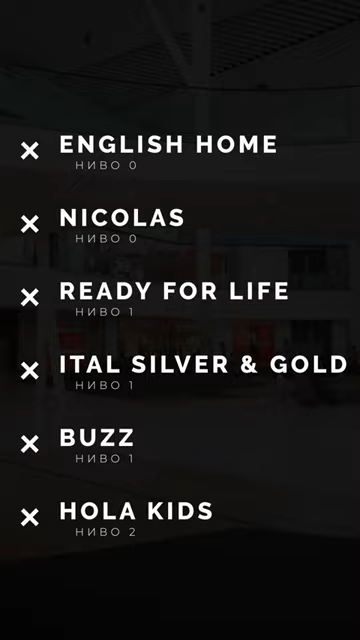 ENGLISH HOME
НИВО 0
NICOLAS
НИВО 0
READY FOR LIFE
НИВО 1
ITAL SILVER & GOLD
НИВО 1
BUZZ
НИВО 1
HOLA KIDS
НИВО 2